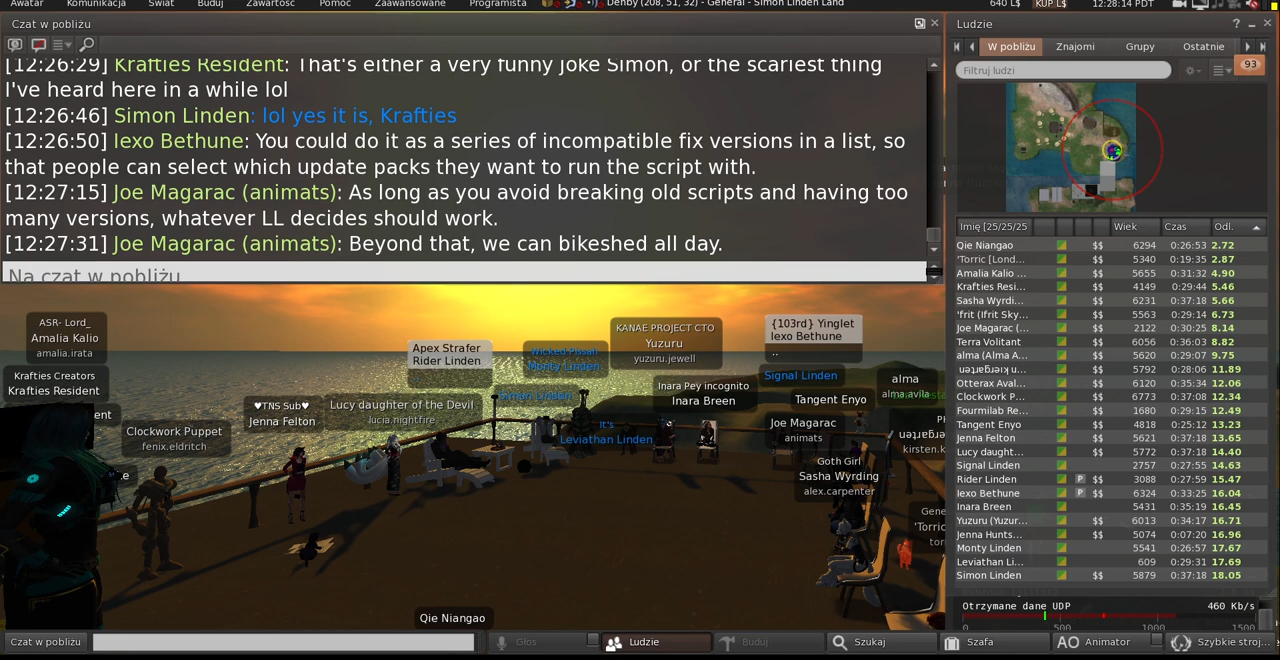 Awatar Komunikacja Świat Buduj Zawartość Pomoc Zaawansowane Programista Denby (208, 51, 32) - General - Simon Linden Land 640 L$ KUP L$ 12:28:14 PDT
Czat w pobliżu
[12:26:29] Krafties Resident: That's either a very funny joke Simon, or the scariest thing
I've heard here in a while lol
[12:26:46] Simon Linden: lol yes it is, Krafties
[12:26:50] Iexo Bethune: You could do it as a series of incompatible fix versions in a list, so
that people can select which update packs they want to run the script with.
[12:27:15] Joe Magarac (animats): As long as you avoid breaking old scripts and having too
many versions, whatever LL decides should work.
[12:27:31] Joe Magarac (animats): Beyond that, we can bikeshed all day.
Na czat w pobliżu
ASR- Lord_
Amalia Kalio
amalia.irata
Krafties Creators
Krafties Resident
ent
Clockwork Puppet
fenix.eldritch
♥TNS Sub♥
Jenna Felton
Lucy daughter of the Devil
lucia.nightfire
Apex Strafer
Rider Linden
Wicked Pissah
Monty Linden
Simon Linden
It's
Leviathan Linden
KANAE PROJECT CTO
Yuzuru
yuzuru.jewell
Inara Pey incognito
Inara Breen
{103rd} Yinglet
Iexo Bethune
..
Signal Linden
Tangent Enyo
alma
alma.avila
Joe Magarac
animats
kirsten.k
Goth Girl
Sasha Wyrding
alex.carpenter
Gene
'Torric
tor
Qie Niangao
Ludzie
W pobliżu Znajomi Grupy Ostatnie
Filtruj ludzi
93
Imię [25/25/25 Wiek Czas Odl.
Qie Niangao $$ 6294 0:26:53 2.72
'Torric [Lond... $$ 5340 0:19:35 2.87
Amalia Kalio ... $$ 5655 0:31:32 4.90
Krafties Resi... $$ 4149 0:29:44 5.46
Sasha Wyrdi... $$ 6231 0:37:18 5.66
'frit (Ifrit Sky... $$ 5563 0:29:14 6.73
Joe Magarac (... $$ 2122 0:30:25 8.14
Terra Volitant $$ 6056 0:36:03 8.82
alma (Alma A... $$ 5620 0:29:07 9.75
$$ 5792 0:28:06 11.89
Otterax Aval... $$ 6120 0:35:34 12.06
Clockwork P... $$ 6773 0:37:08 12.34
Fourmilab Re... $$ 1680 0:29:15 12.49
Tangent Enyo $$ 4818 0:25:12 13.23
Jenna Felton $$ 5621 0:37:18 13.65
Lucy daught... $$ 5772 0:37:18 14.40
Signal Linden 2757 0:27:55 14.63
Rider Linden P $$ 3088 0:27:59 15.47
Iexo Bethune P $$ 6324 0:33:25 16.04
Inara Breen 5431 0:35:19 16.45
Yuzuru (Yuzur... $$ 6013 0:34:17 16.71
Jenna Hunts... $$ 5074 0:07:20 16.96
Monty Linden 5541 0:26:57 17.67
Leviathan Li... 609 0:29:31 17.69
Simon Linden $$ 5879 0:37:18 18.05
Otrzymane dane UDP 460 Kb/s
0 500 1000 1500
Czat w pobliżu Głos Ludzie Buduj Szukaj Szafa AO Animator Szybkie stroj...